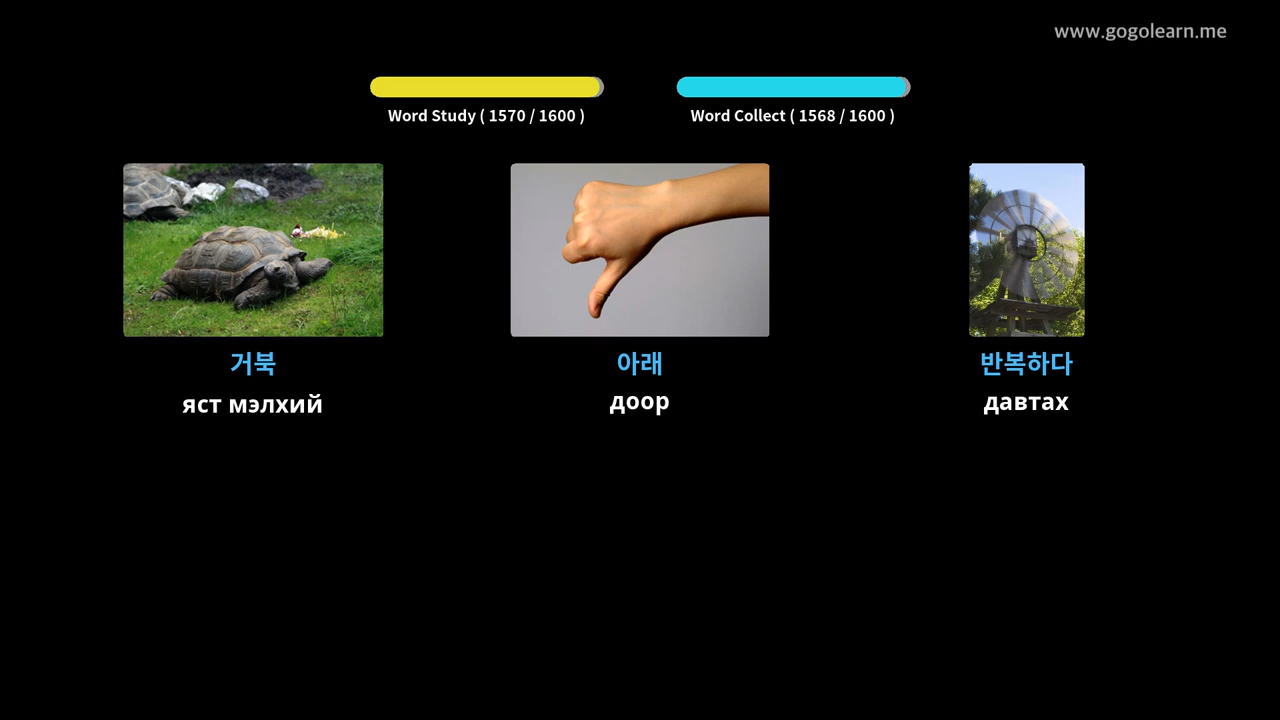 www.gogolearn.me
Word Study ( 1570 / 1600 )
Word Collect ( 1568 / 1600 )
거북
아래
반복하다
яст мэлхий
доор
давтах